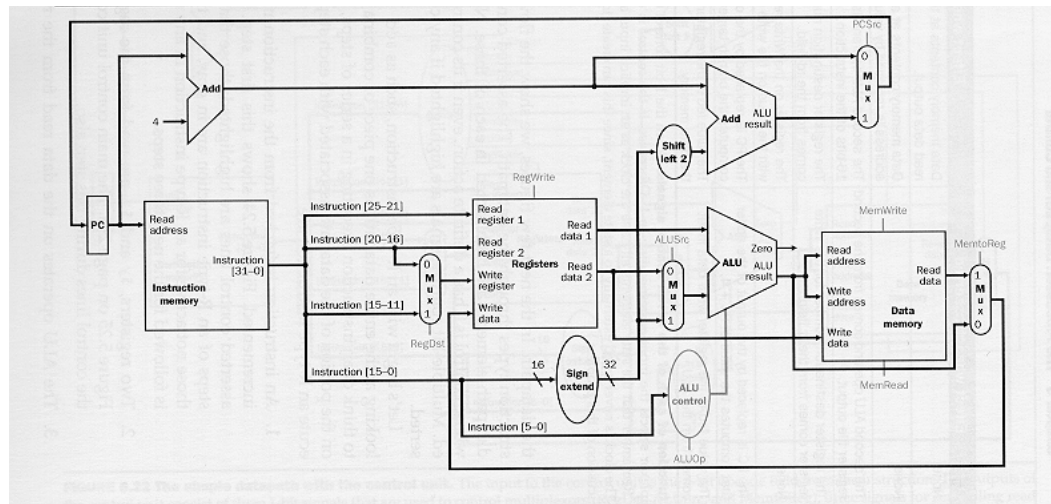 PCSrc
0
M
u
x
1
Add
4
Add
ALU
result
Shift
left 2
RegWrite
PC
Read
address
Instruction
[31–0]
Instruction
memory
Instruction [25–21]
Instruction [20–16]
Instruction [15–11]
Instruction [15–0]
Instruction [5–0]
0
M
u
x
1
RegDst
Read
register 1
Read
register 2
Write
register
Write
data
Registers
Read
data 1
Read
data 2
ALUSrc
0
M
u
x
1
Zero
ALU
ALU
result
MemWrite
Read
address
Write
address
Write
data
Read
data
Data
memory
MemRead
MemtoReg
1
M
u
x
0
16
Sign
extend
32
ALU
control
ALUOp